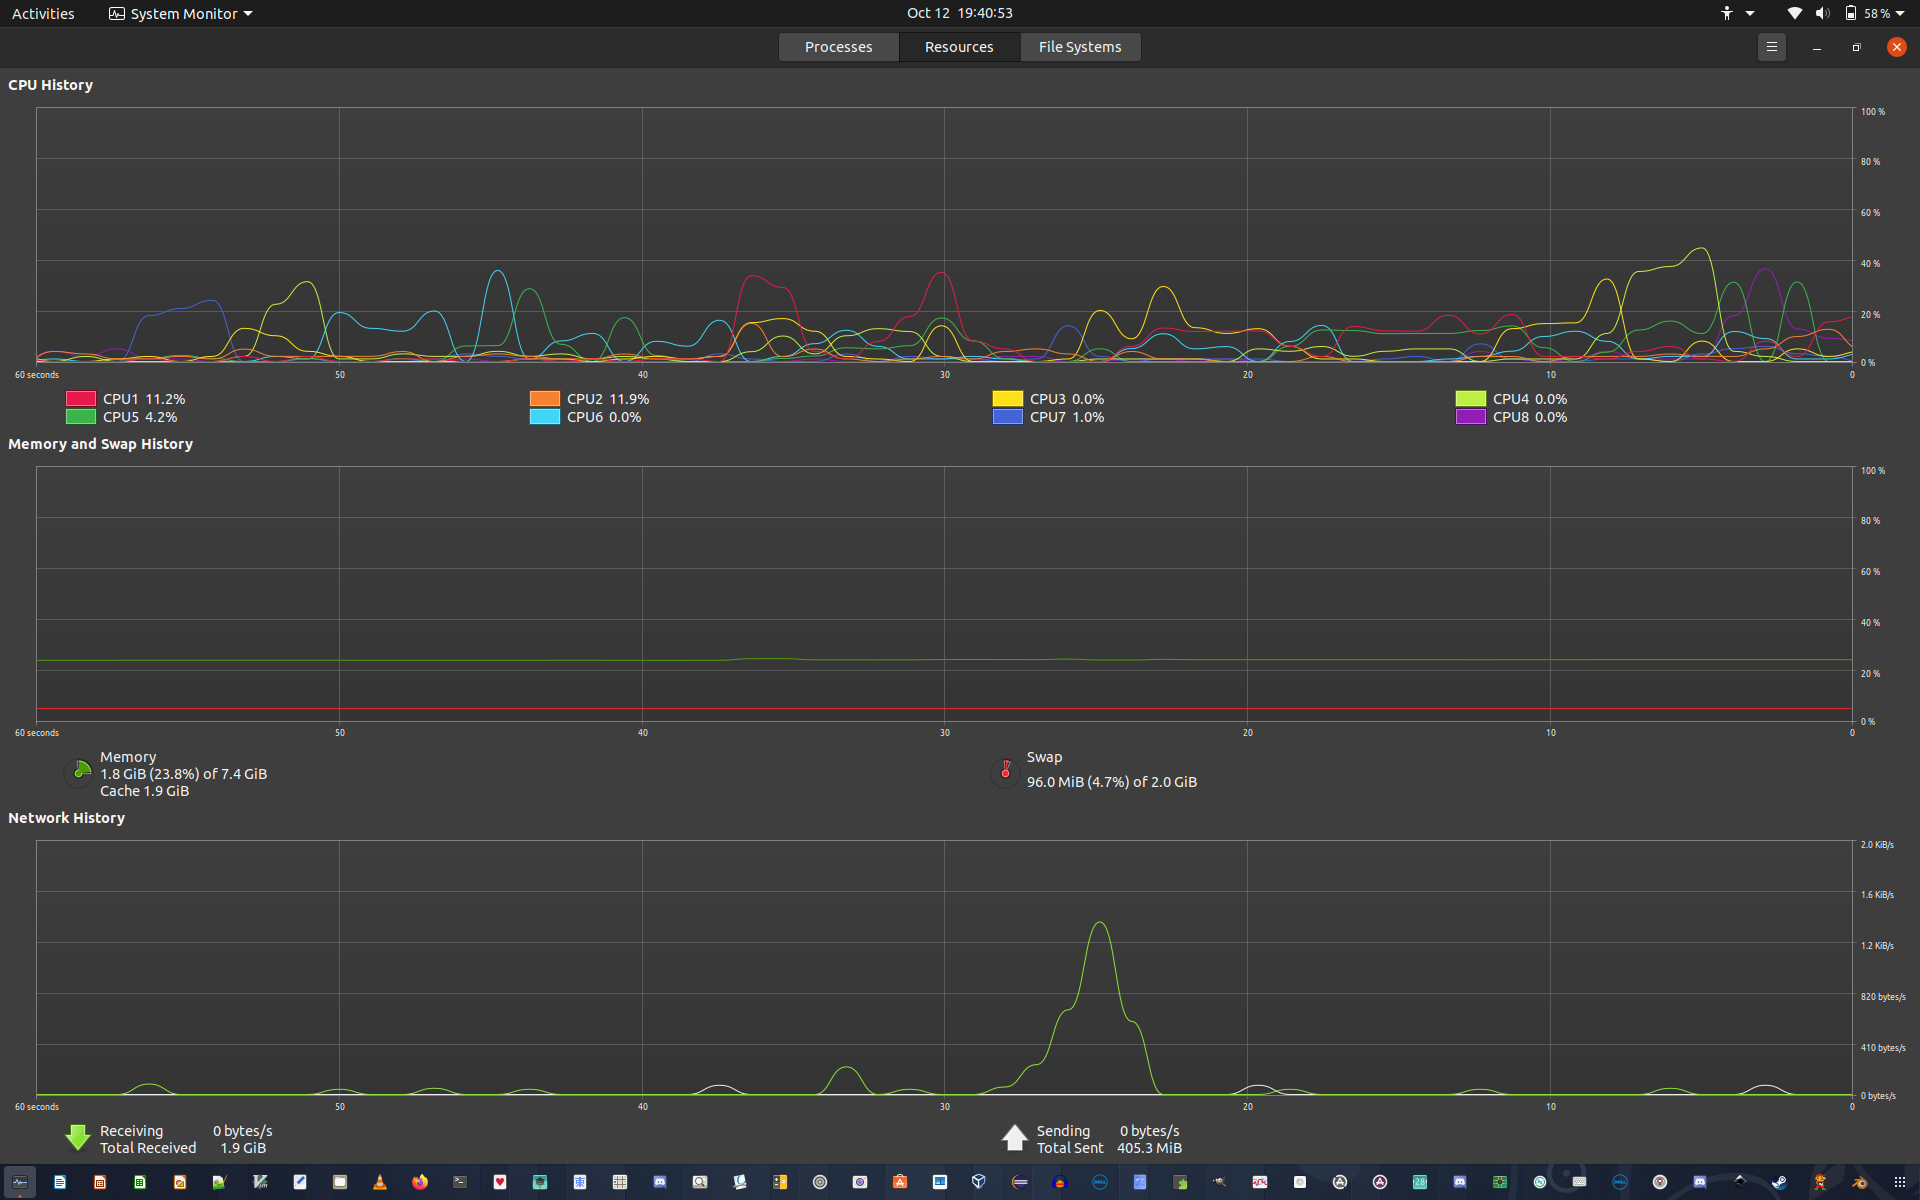 Activities System Monitor Oct 12 19:40:53 58 %
Processes Resources File Systems
CPU History
100 %
80 %
60 %
40 %
20 %
0 %
60 seconds 50 40 30 20 10 0
CPU1 11.2% CPU2 11.9% CPU3 0.0% CPU4 0.0%
CPU5 4.2% CPU6 0.0% CPU7 1.0% CPU8 0.0%
Memory and Swap History
100 %
80 %
60 %
40 %
20 %
0 %
60 seconds 50 40 30 20 10 0
Memory Swap
1.8 GiB (23.8%) of 7.4 GiB 96.0 MiB (4.7%) of 2.0 GiB
Cache 1.9 GiB
Network History
2.0 KiB/s
1.6 KiB/s
1.2 KiB/s
820 bytes/s
410 bytes/s
0 bytes/s
60 seconds 50 40 30 20 10 0
Receiving 0 bytes/s Sending 0 bytes/s
Total Received 1.9 GiB Total Sent 405.3 MiB